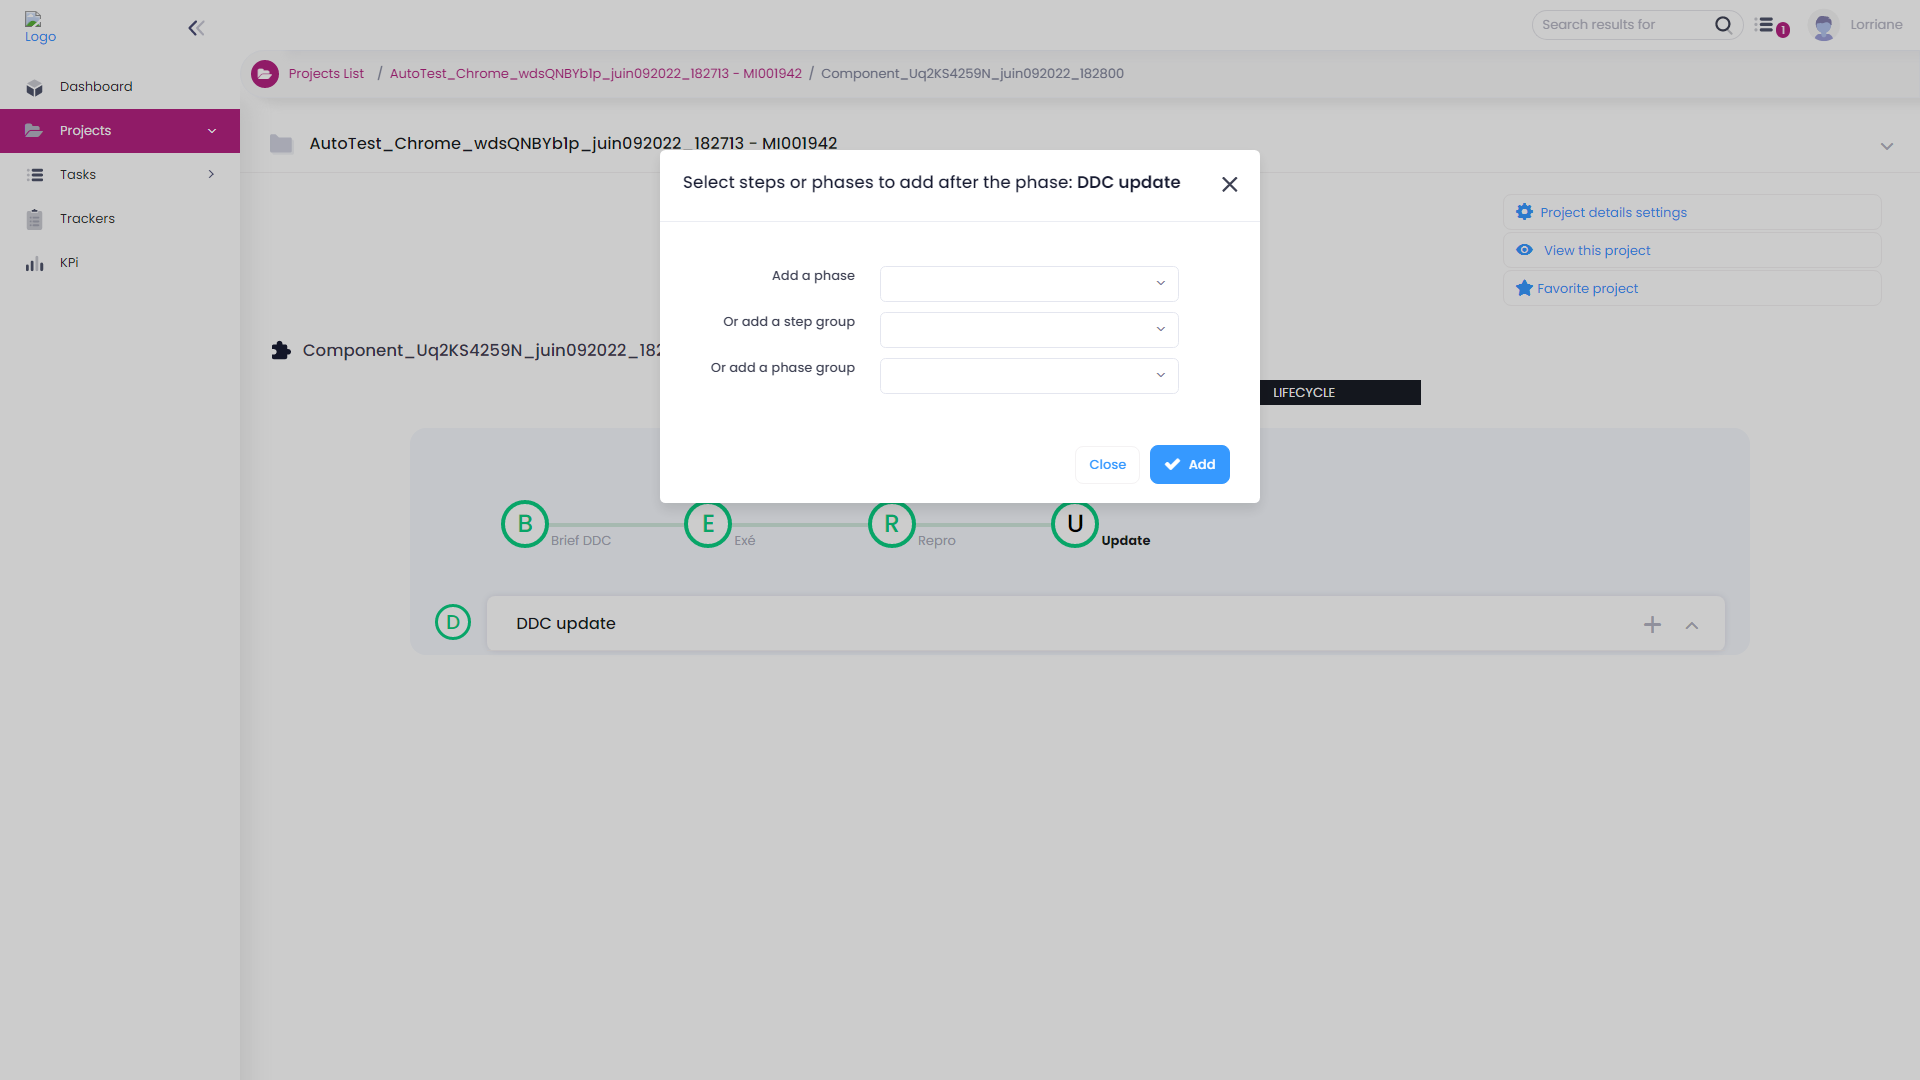 Logo
Search results for
1
Lorriane
Projects List / AutoTest_Chrome_wdsQNBYb1p_juin092022_182713 - MI001942 / Component_Uq2KS4259N_juin092022_182800
Dashboard
Projects
Tasks
Trackers
KPi
AutoTest_Chrome_wdsQNBYb1p_juin092022_182713 - MI001942
Select steps or phases to add after the phase: DDC update
Add a phase
Or add a step group
Or add a phase group
Close
Add
Project details settings
View this project
Favorite project
Component_Uq2KS4259N_juin092022_182
LIFECYCLE
B
Brief DDC
E
Exé
R
Repro
U
Update
D
DDC update